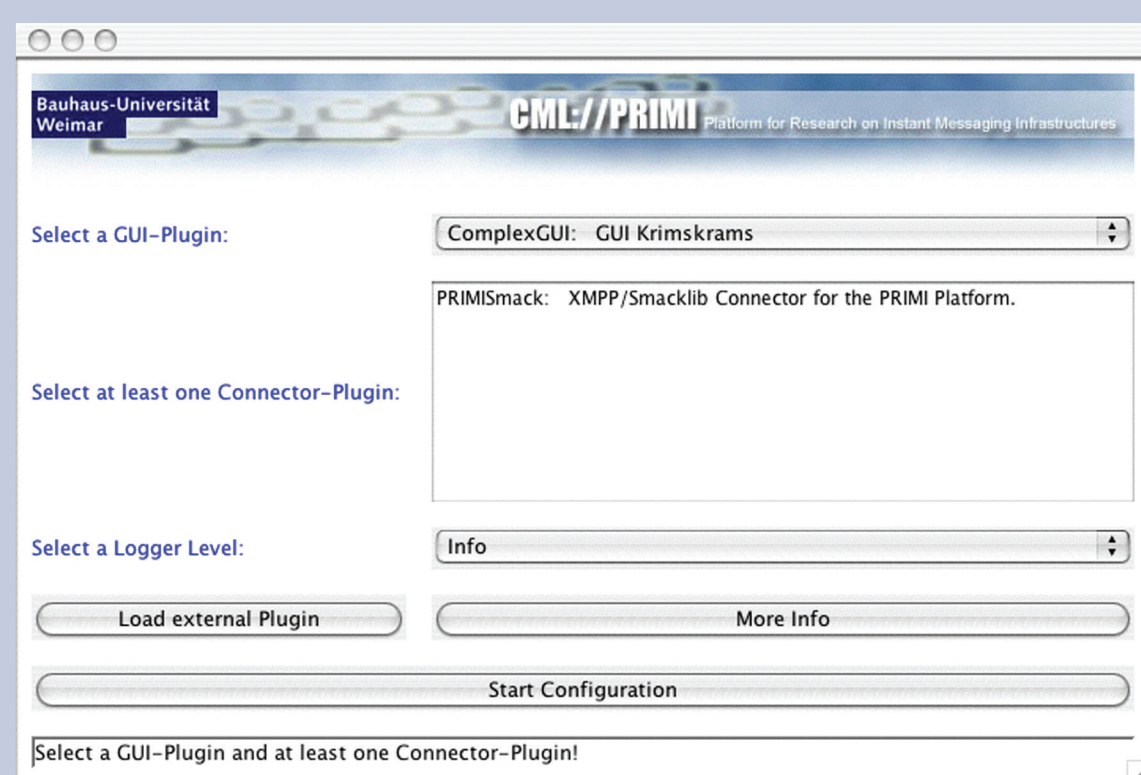 Bauhaus-Universität
Weimar
CML://PRIMI Platform for Research on Instant Messaging Infrastructures
Select a GUI-Plugin:
ComplexGUI: GUI Krimskrams
PRIMISmack: XMPP/Smacklib Connector for the PRIMI Platform.
Select at least one Connector-Plugin:
Select a Logger Level:
Info
Load external Plugin
More Info
Start Configuration
Select a GUI-Plugin and at least one Connector-Plugin!